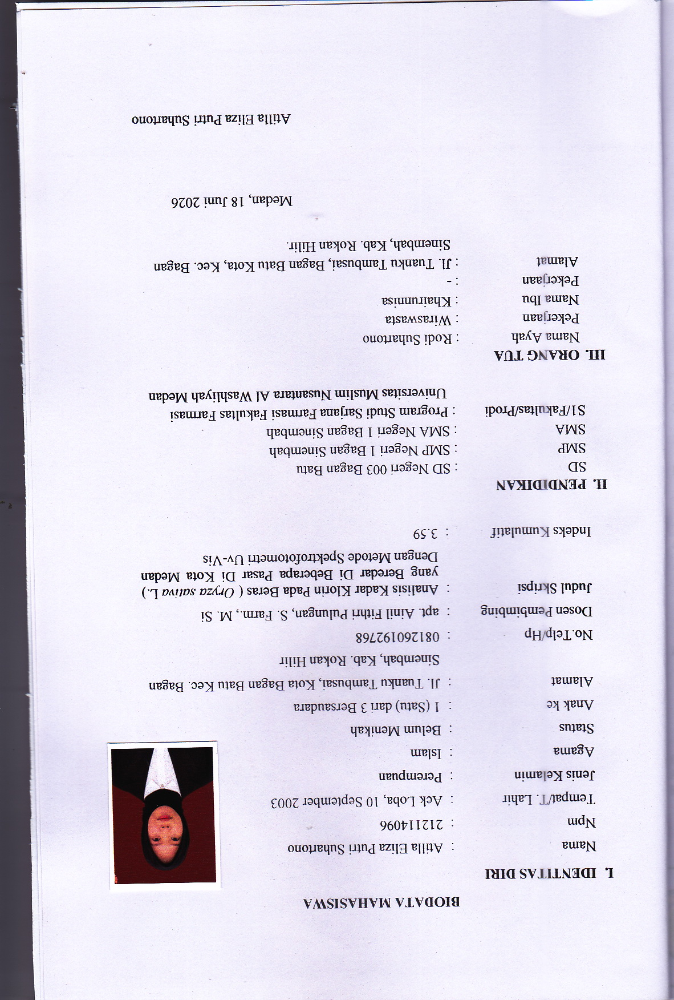 BIODATA MAHASISWA
I. IDENTITAS DIRI
Nama : Atilla Eliza Putri Suhartono
Npm : 212114096
Tempat/T. Lahir : Aek Loba, 10 September 2003
Jenis Kelamin : Perempuan
Agama : Islam
Status : Belum Menikah
Anak ke : 1 (Satu) dari 3 Bersaudara
Alamat : Jl. Tuanku Tambusai, Kota Bagan Batu Kec. Bagan
Sinembah, Kab. Rokan Hilir
No.Telp/Hp : 081260192768
Dosen Pembimbing : apt. Ainil Fithri Pulungan, S. Farm., M. Si
Judul Skripsi : Analisis Kadar Klorin Pada Beras ( Oryza sativa L.)
yang Beredar Di Beberapa Pasar Di Kota Medan
Dengan Metode Spektrofotometri Uv-Vis
Indeks Kumulatif : 3.59
II. PENDIDIKAN
SD : SD Negeri 003 Bagan Batu
SMP : SMP Negeri 1 Bagan Sinembah
SMA : SMA Negeri 1 Bagan Sinembah
S1/Fakultas/Prodi : Program Studi Sarjana Farmasi Fakultas Farmasi
Universitas Muslim Nusantara Al Washliyah Medan
III. ORANG TUA
Nama Ayah : Rodi Suhartono
Pekerjaan : Wiraswasta
Nama Ibu : Khairunnisa
Pekerjaan : -
Alamat : Jl. Tuanku Tambusai, Bagan Batu Kota, Kec. Bagan
Sinembah, Kab. Rokan Hilir.
Medan, 18 Juni 2026
Atilla Eliza Putri Suhartono